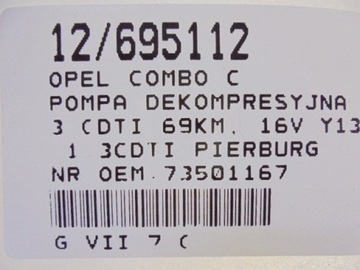 12/695112
OPEL COMBO C
POMPA DEKOMPRESYJNA
3 CDTI 69KM, 16V Y13
1 3CDTI PIERBURG
NR OEM 73501167
G VII 7 C